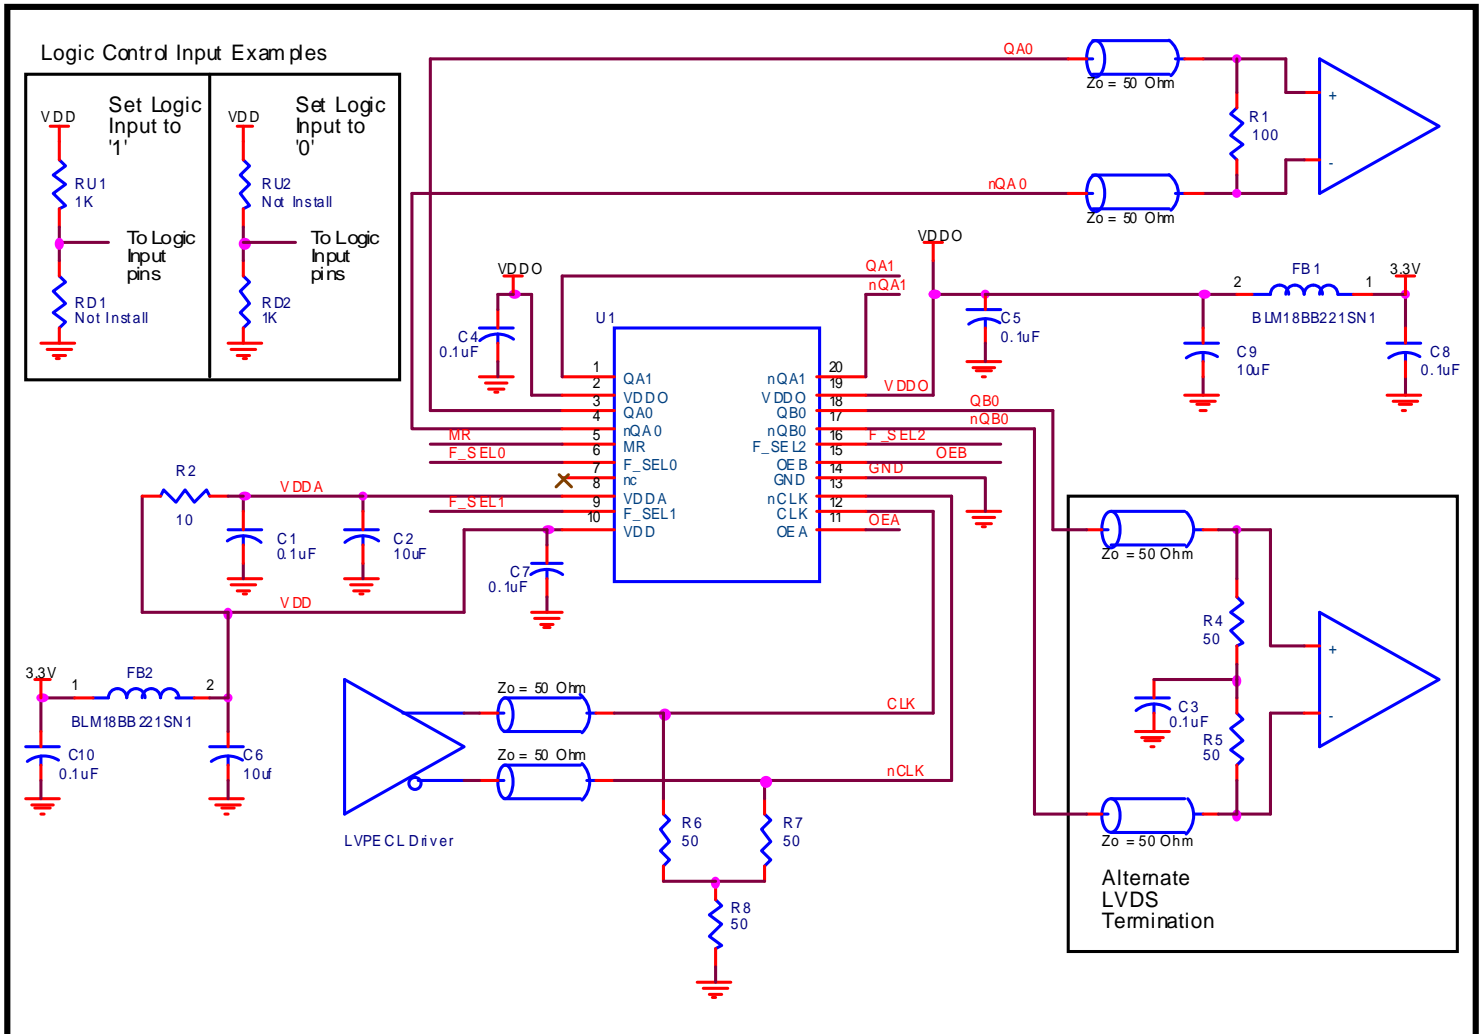 Logic Control Input Examples
VDD
Set Logic
Input to
'1'
RU1
1K
To Logic
Input
pins
RD1
Not Install
VDD
Set Logic
Input to
'0'
RU2
Not Install
To Logic
Input
pins
RD2
1K
QA0
Zo = 50 Ohm
R1
100
+
-
nQA0
Zo = 50 Ohm
VDDO
C4
0.1uF
QA1
nQA1
VDDO
C5
0.1uF
FB1
2
1
BLM18BB221SN1
3.3V
C9
10uF
C8
0.1uF
U1
1
QA1
2
VDDO
3
QA0
4
nQA0
5
MR
6
F_SEL0
7
nc
8
VDDA
9
F_SEL1
10
VDD
20
nQA1
19
VDDO
18
QB0
17
nQB0
16
F_SEL2
15
OEB
14
GND
13
nCLK
12
CLK
11
OEA
MR
F_SEL0
F_SEL1
VDDO
QB0
nQB0
F_SEL2
OEB
GND
OEA
R2
10
VDDA
C1
0.1uF
C2
10uF
C7
0.1uF
VDD
3.3V
1
FB2
2
BLM18BB221SN1
C10
0.1uF
C6
10uf
LVPECL Driver
Zo = 50 Ohm
CLK
Zo = 50 Ohm
nCLK
R6
50
R7
50
R8
50
Zo = 50 Ohm
R4
50
C3
0.1uF
R5
50
+
-
Zo = 50 Ohm
Alternate
LVDS
Termination